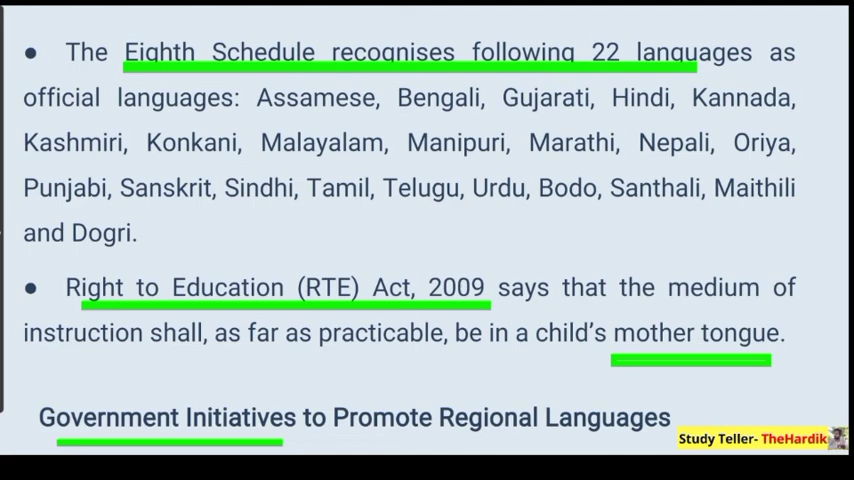 ● The Eighth Schedule recognises following 22 languages as
official languages: Assamese, Bengali, Gujarati, Hindi, Kannada,
Kashmiri, Konkani, Malayalam, Manipuri, Marathi, Nepali, Oriya,
Punjabi, Sanskrit, Sindhi, Tamil, Telugu, Urdu, Bodo, Santhali, Maithili
and Dogri.
● Right to Education (RTE) Act, 2009 says that the medium of
instruction shall, as far as practicable, be in a child’s mother tongue.
Government Initiatives to Promote Regional Languages
Study Teller- TheHardik